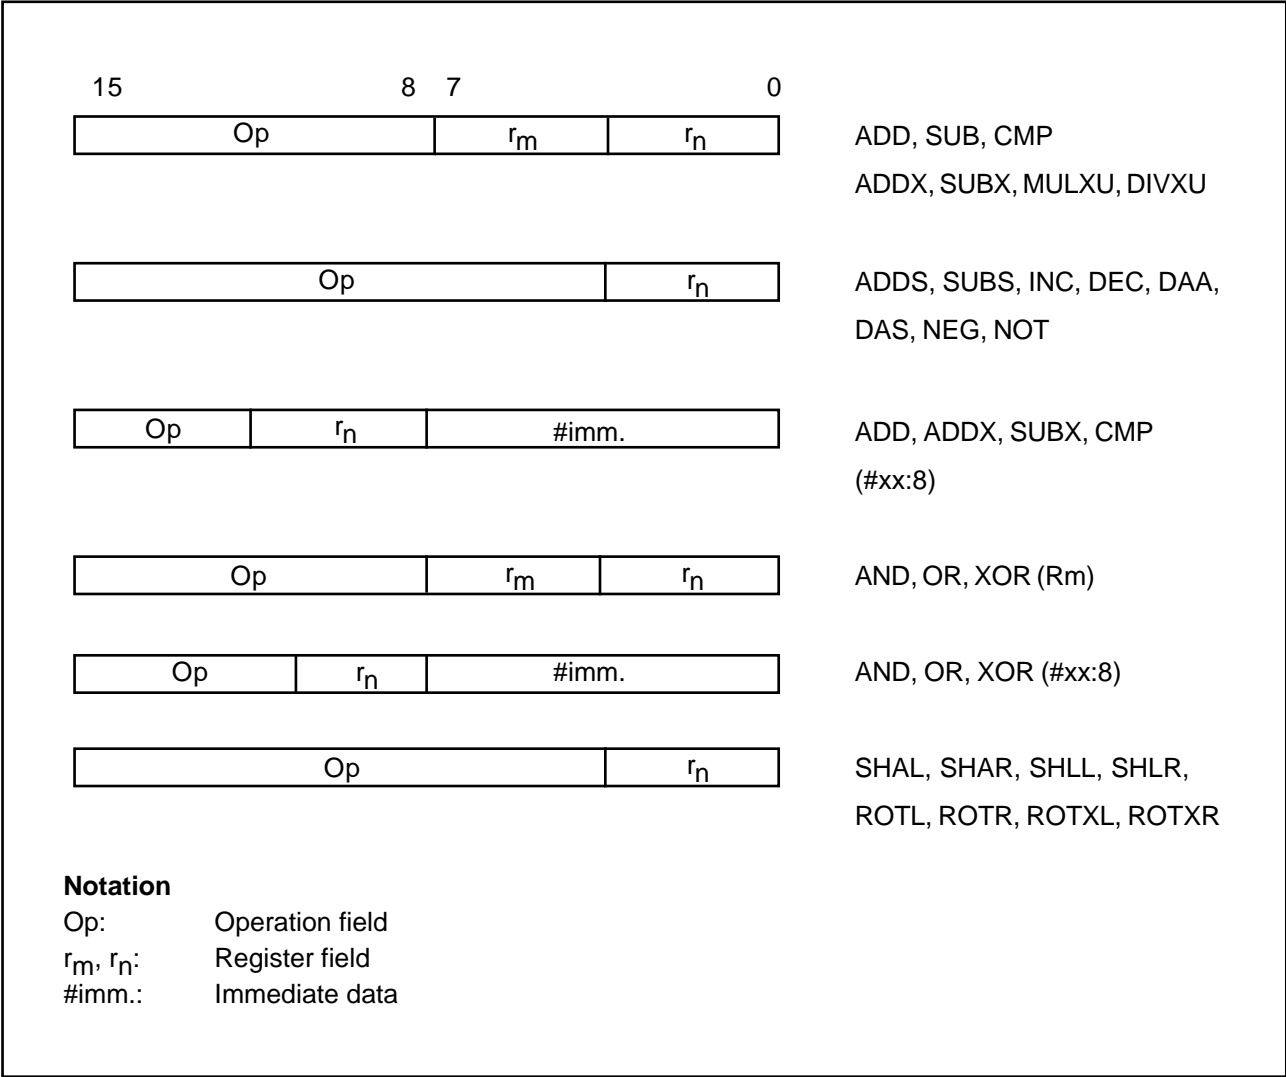 15 8 7 0
Op rm rn ADD, SUB, CMP
ADDX, SUBX, MULXU, DIVXU
Op rn ADDS, SUBS, INC, DEC, DAA,
DAS, NEG, NOT
Op rn #imm. ADD, ADDX, SUBX, CMP
(#xx:8)
Op rm rn AND, OR, XOR (Rm)
Op rn #imm. AND, OR, XOR (#xx:8)
Op rn SHAL, SHAR, SHLL, SHLR,
ROTL, ROTR, ROTXL, ROTXR
Notation
Op: Operation field
rm, rn: Register field
#imm.: Immediate data